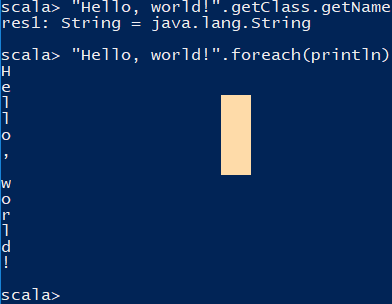 scala> "Hello, world!".getClass.getName
res1: String = java.lang.String
scala> "Hello, world!".foreach(println)
H
e
l
l
o
,
w
o
r
l
d
!
scala>